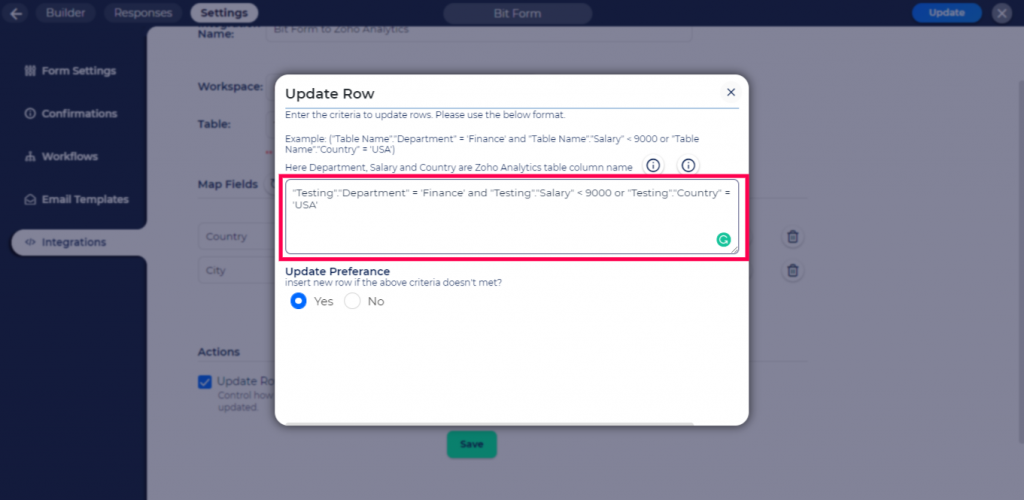 Builder
Responses
Settings
Bit Form
Update
Name:
Bit Form to Zoho Analytics
Form Settings
Confirmations
Workflows
Email Templates
Integrations
Workspace:
Table:
Map Fields
Country
City
Actions
Update Ro
Control how
updated.
Save
Update Row
Enter the criteria to update rows. Please use the below format.
Example: ("Table Name"."Department" = 'Finance' and "Table Name"."Salary" < 9000 or "Table
Name"."Country" = 'USA')
Here Department, Salary and Country are Zoho Analytics table column name
"Testing"."Department" = 'Finance' and "Testing"."Salary" < 9000 or "Testing"."Country" =
'USA'
Update Preferance
insert new row if the above criteria doesn't met?
Yes
No